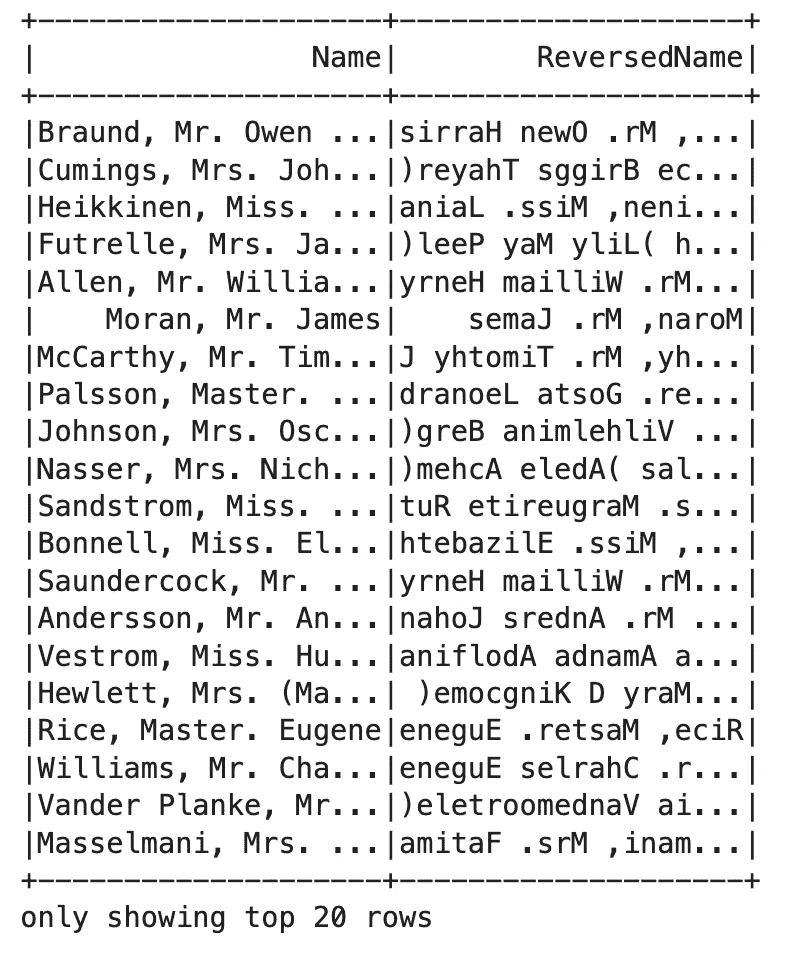 +--------------------+--------------------+
|                Name|        ReversedName|
+--------------------+--------------------+
|Braund, Mr. Owen ...|sirraH newO .rM ,...|
|Cumings, Mrs. Joh...|)reyahT sggirB ec...|
|Heikkinen, Miss. ...|aniaL .ssiM ,neni...|
|Futrelle, Mrs. Ja...|)leeP yaM yliL( h...|
|Allen, Mr. Willia...|yrneH mailliW .rM...|
|    Moran, Mr. James|    semaJ .rM ,naroM|
|McCarthy, Mr. Tim...|J yhtomiT .rM ,yh...|
|Palsson, Master. ...|dranoeL atsoG .re...|
|Johnson, Mrs. Osc...|)greB animlehliV ...|
|Nasser, Mrs. Nich...|)mehcA eledA( sal...|
|Sandstrom, Miss. ...|tuR etireugraM .s...|
|Bonnell, Miss. El...|htebazilE .ssiM ,...|
|Saundercock, Mr. ...|yrneH mailliW .rM...|
|Andersson, Mr. An...|nahoJ srednA .rM ...|
|Vestrom, Miss. Hu...|aniflodA adnamA a...|
|Hewlett, Mrs. (Ma...| )emocgniK D yraM...|
|Rice, Master. Eugene|eneguE .retsaM ,eciR|
|Williams, Mr. Cha...|eneguE selrahC .r...|
|Vander Planke, Mr...|)eletroomednaV ai...|
|Masselmani, Mrs. ...|amitaF .srM ,inam...|
+--------------------+--------------------+
only showing top 20 rows